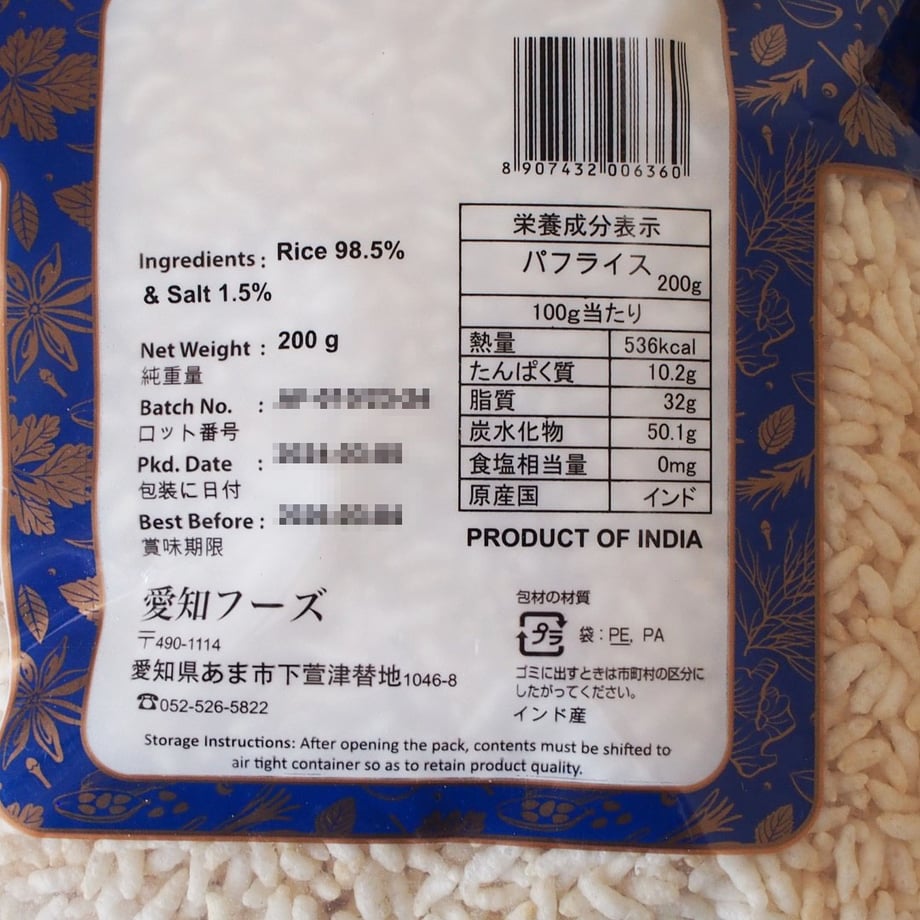 8 907432 006360
Ingredients : Rice 98.5%
& Salt 1.5%
Net Weight : 200 g
純重量
Batch No. :
ロット番号
Pkd. Date :
包装に日付
Best Before :
賞味期限
栄養成分表示
パフライス 200g
100g当たり
熱量 536kcal
たんぱく質 10.2g
脂質 32g
炭水化物 50.1g
食塩相当量 0mg
原産国 インド
PRODUCT OF INDIA
愛知フーズ
〒490-1114
愛知県あま市下萱津替地1046-8
☎052-526-5822
包材の材質
プラ 袋:PE, PA
ゴミに出すときは市町村の区分に
したがってください。
インド産
Storage Instructions: After opening the pack, contents must be shifted to
air tight container so as to retain product quality.